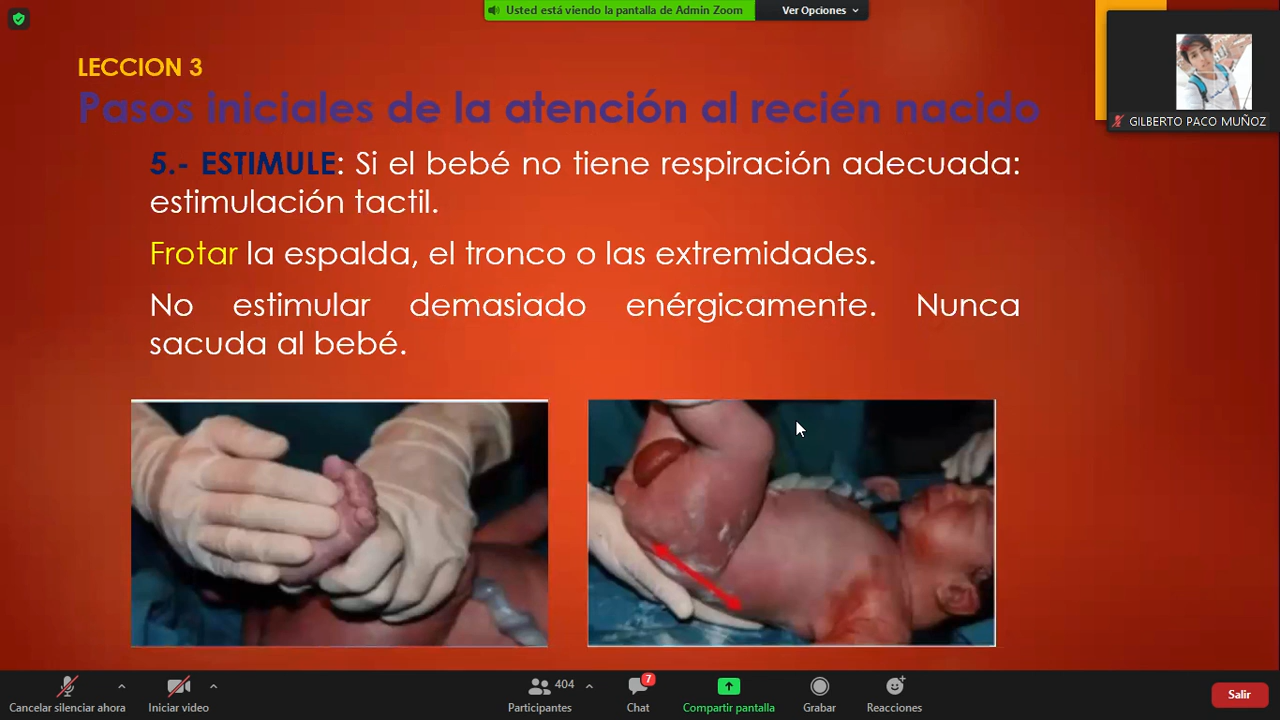 Usted está viendo la pantalla de Admin Zoom
Ver Opciones
LECCION 3
Pasos iniciales de la atención al recién nacido
GILBERTO PACO MUÑOZ
5.- ESTIMULE: Si el bebé no tiene respiración adecuada:
estimulación tactil.
Frotar la espalda, el tronco o las extremidades.
No estimular demasiado enérgicamente. Nunca
sacuda al bebé.
Cancelar silenciar ahora
Iniciar video
404
Participantes
7
Chat
Compartir pantalla
Grabar
Reacciones
Salir